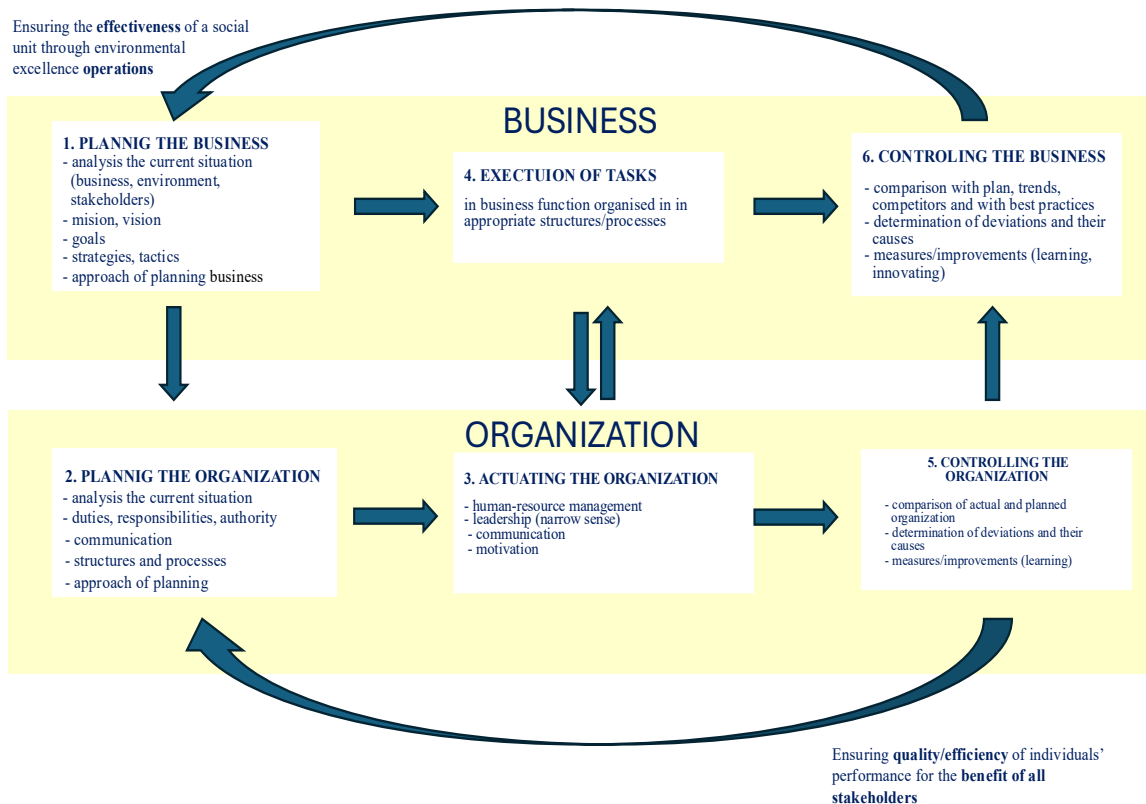 Ensuring the effectiveness of a social
unit through environmental
excellence operations
BUSINESS
1. PLANNIG THE BUSINESS
- analysis the current situation
(business, environment,
stakeholders)
- mision, vision
- goals
- strategies, tactics
- approach of planning business
4. EXECTUION OF TASKS
in business function organised in in
appropriate structures/processes
6. CONTROLING THE BUSINESS
- comparison with plan, trends,
competitors and with best practices
- determination of deviations and their
causes
- measures/improvements (learning,
innovating)
ORGANIZATION
2. PLANNIG THE ORGANIZATION
- analysis the current situation
- duties, responsibilities, authority
- communication
- structures and processes
- approach of planning
3. ACTUATING THE ORGANIZATION
- human-resource management
- leadership (narrow sense)
- communication
- motivation
5. CONTROLLING THE
ORGANIZATION
- comparison of actual and planned
organization
- determination of deviations and their
causes
- measures/improvements (learning)
Ensuring quality/efficiency of individuals’
performance for the benefit of all
stakeholders